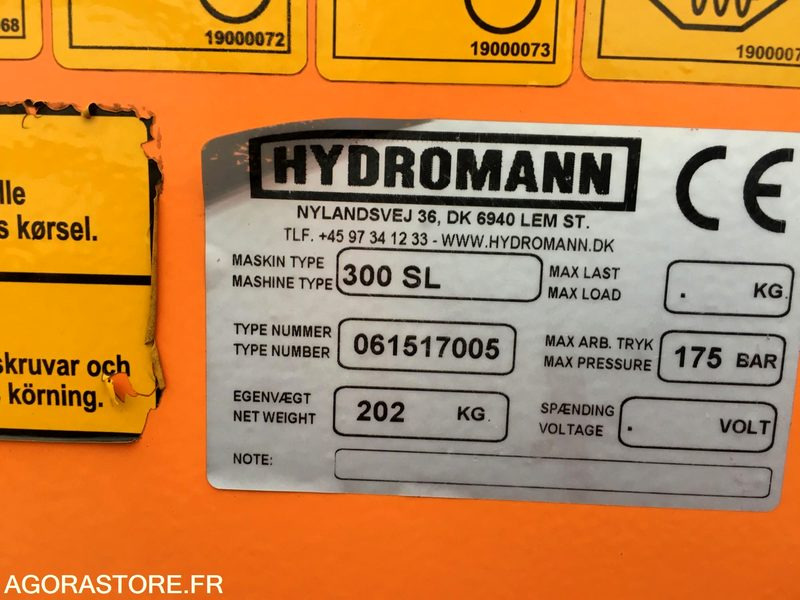 68
19000072
19000073
1900007
lle
s kørsel.
skruvar och
körning.
HYDROMANN
CE
NYLANDSVEJ 36, DK 6940 LEM ST.
TLF. +45 97 34 12 33 - WWW.HYDROMANN.DK
MASKIN TYPE
MASHINE TYPE
300 SL
MAX LAST
MAX LOAD
. KG.
TYPE NUMMER
TYPE NUMBER
061517005
MAX ARB. TRYK
MAX PRESSURE
175 BAR
EGENVÆGT
NET WEIGHT
202 KG.
SPÆNDING
VOLTAGE
. VOLT
NOTE:
AGORASTORE.FR